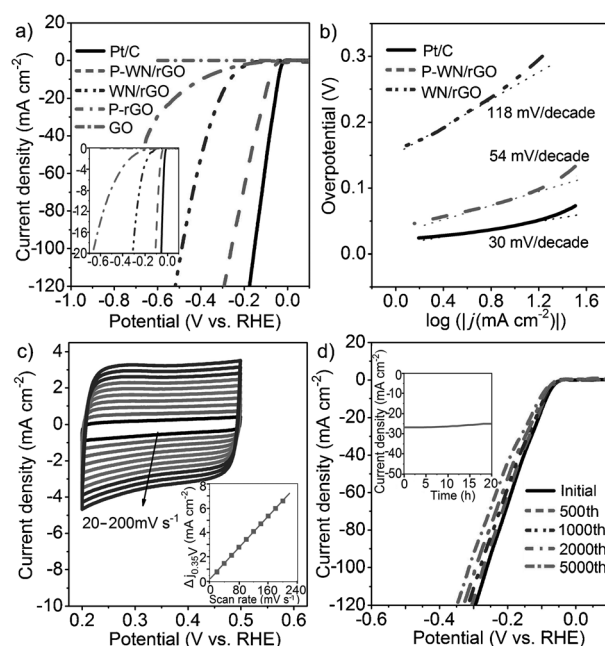 a)
Current density (mA cm⁻²)
0
-20
-40
-60
-80
-100
-120
Pt/C
P-WN/rGO
WN/rGO
P-rGO
GO
0
-5
-10
-15
-20
-0.6 -0.4 -0.2 0.0
-1.0 -0.8 -0.6 -0.4 -0.2 0.0
Potential (V vs. RHE)
b)
Overpotential (V)
0.3
0.2
0.1
0.0
Pt/C
P-WN/rGO
WN/rGO
118 mV/decade
54 mV/decade
30 mV/decade
0.0 0.4 0.8 1.2 1.6
log (|j(mA cm⁻²)|)
c)
Current density (mA cm⁻²)
4
2
0
-2
-4
-6
-8
-10
20–200mV s⁻¹
Δj0.35V (mA cm⁻²)
8
6
4
2
0
0 80 160 240
Scan rate (mV s⁻¹)
0.2 0.3 0.4 0.5 0.6
Potential (V vs. RHE)
d)
Current density (mA cm⁻²)
0
-20
-40
-60
-80
-100
-120
Current density (mA cm⁻²)
0
-10
-20
-30
-40
-50
0 5 10 15 20
Time (h)
Initial
500th
1000th
2000th
5000th
-0.6 -0.4 -0.2 0.0
Potential (V vs. RHE)